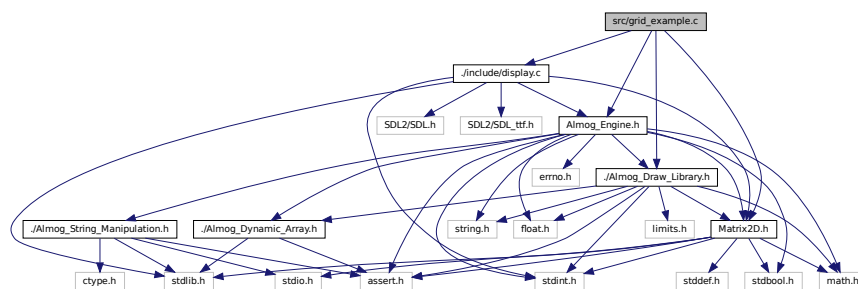 src/grid_example.c
./include/display.c
SDL2/SDL.h
SDL2/SDL_ttf.h
Almog_Engine.h
errno.h
./Almog_Draw_Library.h
./Almog_String_Manipulation.h
./Almog_Dynamic_Array.h
string.h
float.h
limits.h
Matrix2D.h
ctype.h
stdlib.h
stdio.h
assert.h
stdint.h
stddef.h
stdbool.h
math.h